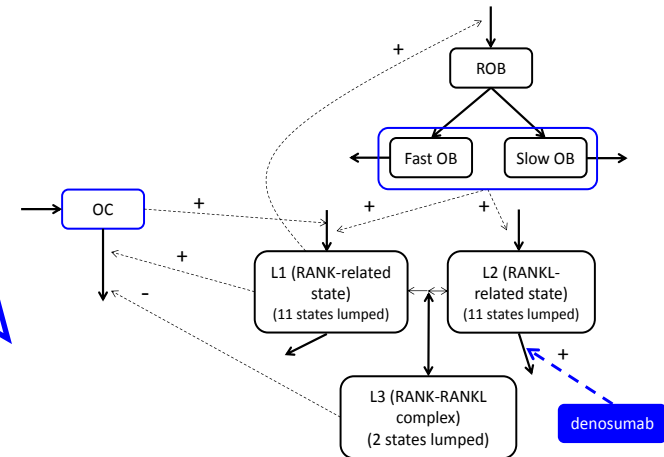 +
ROB
Fast OB
Slow OB
OC
+
+
+
+
L1 (RANK-related
state)
(11 states lumped)
L2 (RANKL-
related state)
(11 states lumped)
-
+
L3 (RANK-RANKL
complex)
(2 states lumped)
denosumab